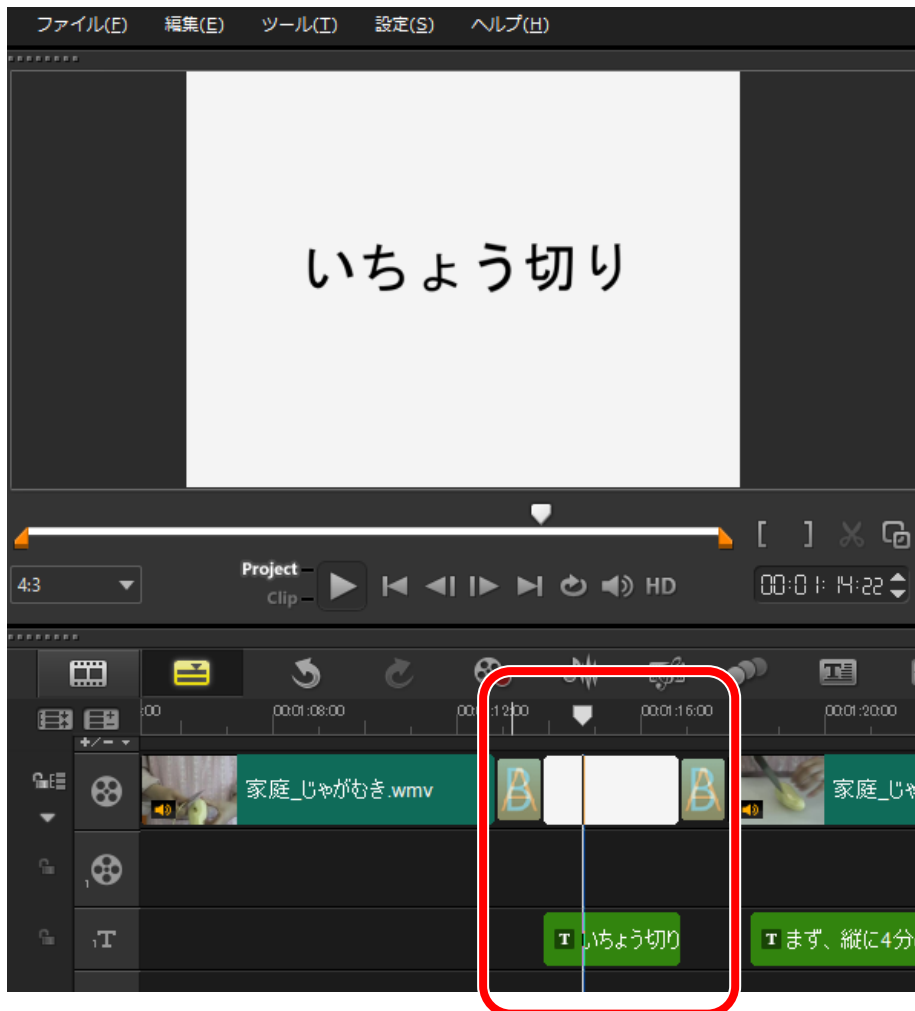 ファイル(F) 編集(E) ツール(T) 設定(S) ヘルプ(H)
いちょう切り
[ ]
Project
Clip
4:3
HD
00:01:14:22
:00 00:01:08:00 00:01:12:00 00:01:16:00 00:01:20:00
+/-
家庭_じゃがむき.wmv
家庭_じゃ
1
1T
T いちょう切り
T まず、縦に4分